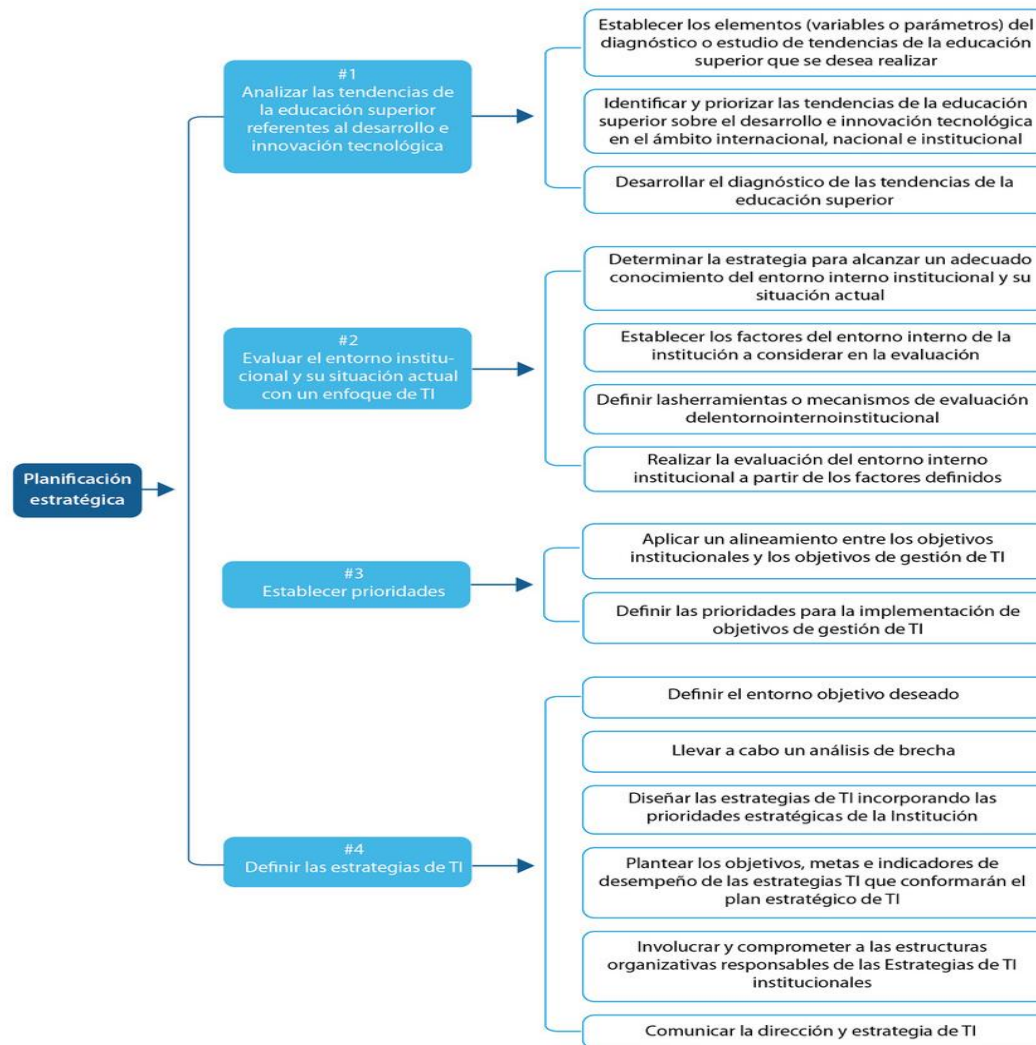 Planificación
estratégica
#1
Analizar las tendencias de
la educación superior
referentes al desarrollo e
innovación tecnológica
Establecer los elementos (variables o parámetros) del
diagnóstico o estudio de tendencias de la educación
superior que se desea realizar
Identificar y priorizar las tendencias de la educación
superior sobre el desarrollo e innovación tecnológica
en el ámbito internacional, nacional e institucional
Desarrollar el diagnóstico de las tendencias de la
educación superior
#2
Evaluar el entorno institu-
cional y su situación actual
con un enfoque de TI
Determinar la estrategia para alcanzar un adecuado
conocimiento del entorno interno institucional y su
situación actual
Establecer los factores del entorno interno de la
institución a considerar en la evaluación
Definir lasherramientas o mecanismos de evaluación
delentornointernoinstitucional
Realizar la evaluación del entorno interno
institucional a partir de los factores definidos
#3
Establecer prioridades
Aplicar un alineamiento entre los objetivos
institucionales y los objetivos de gestión de TI
Definir las prioridades para la implementación de
objetivos de gestión de TI
#4
Definir las estrategias de TI
Definir el entorno objetivo deseado
Llevar a cabo un análisis de brecha
Diseñar las estrategias de TI incorporando las
prioridades estratégicas de la Institución
Plantear los objetivos, metas e indicadores de
desempeño de las estrategias TI que conformarán el
plan estratégico de TI
Involucrar y comprometer a las estructuras
organizativas responsables de las Estrategias de TI
institucionales
Comunicar la dirección y estrategia de TI